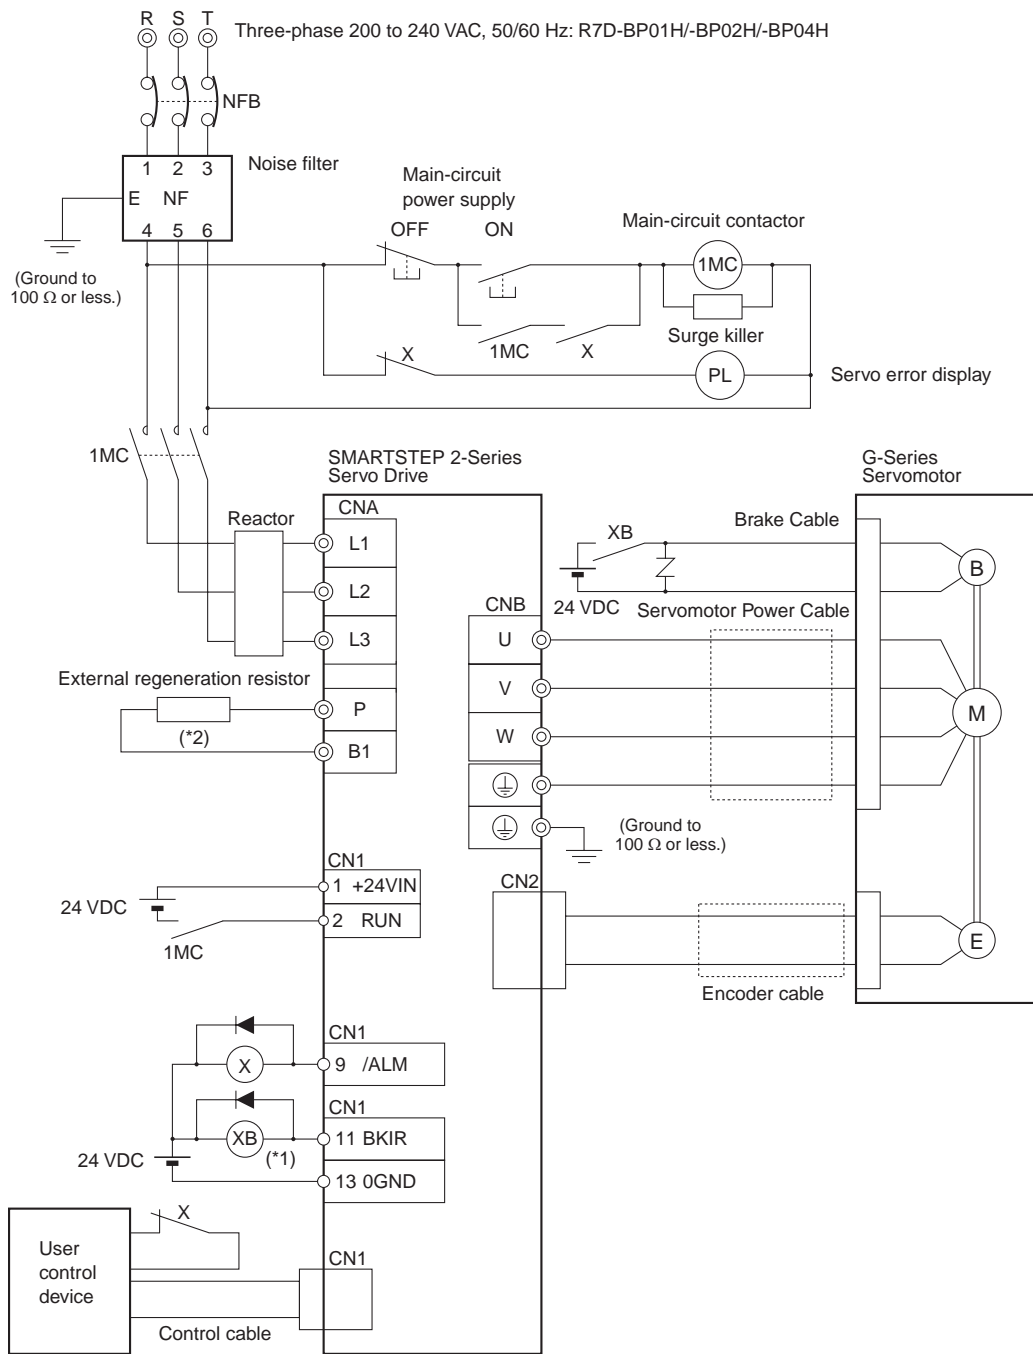 R S T
Three-phase 200 to 240 VAC, 50/60 Hz: R7D-BP01H/-BP02H/-BP04H
NFB
1 2 3
Noise filter
E NF
4 5 6
(Ground to
100 Ω or less.)
Main-circuit
power supply
OFF ON
Main-circuit contactor
1MC
Surge killer
1MC X
X
PL
Servo error display
1MC
SMARTSTEP 2-Series
Servo Drive
G-Series
Servomotor
CNA
Reactor
L1
L2
L3
XB
Brake Cable
B
24 VDC
Servomotor Power Cable
CNB
U
V
W
M
External regeneration resistor
(*2)
P
B1
(Ground to
100 Ω or less.)
CN1
1 +24VIN
2 RUN
24 VDC
1MC
CN2
E
Encoder cable
CN1
X
9 /ALM
CN1
XB
(*1)
11 BKIR
24 VDC
13 0GND
X
User
control
device
CN1
Control cable